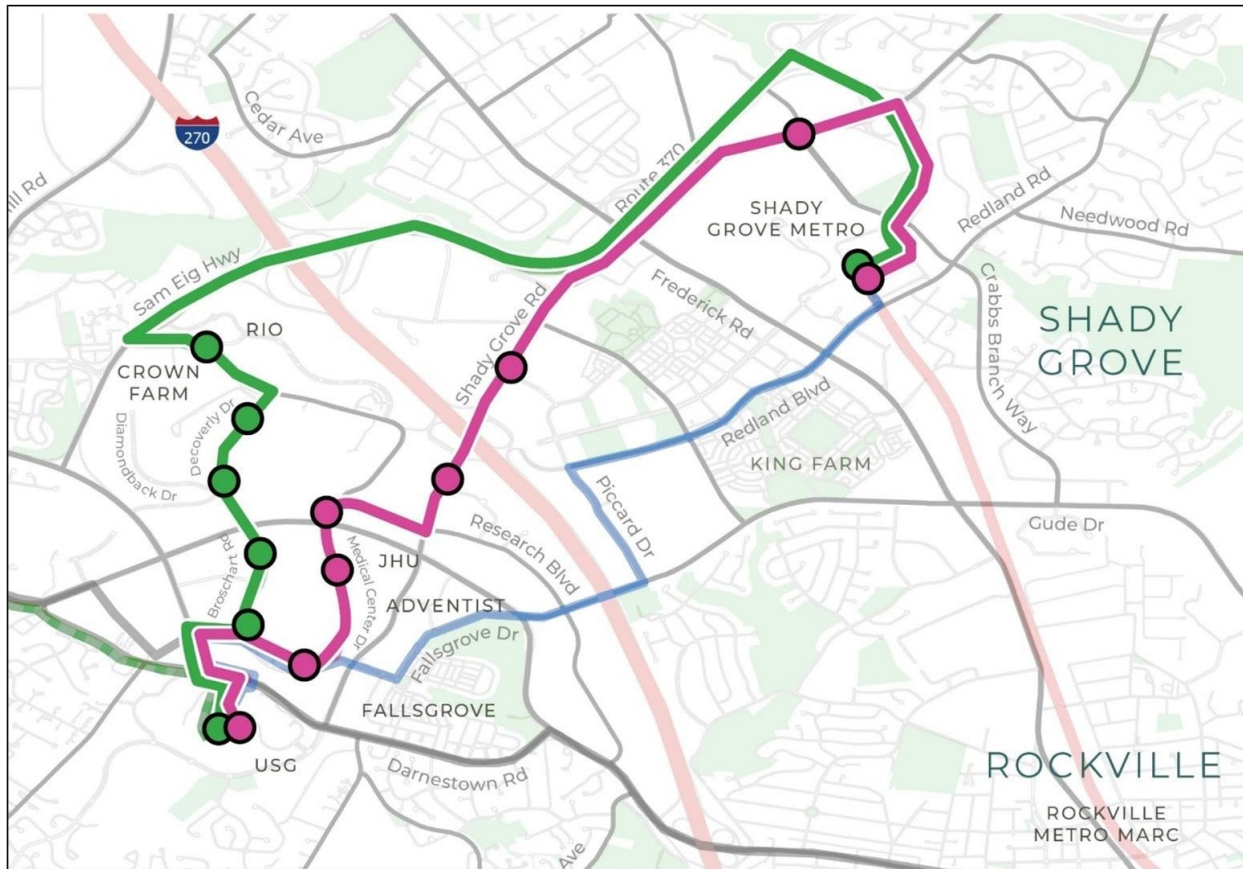 Cedar Ave
270
Route 370
Redland Rd
Needwood Rd
SHADY
GROVE METRO
Sam Eig Hwy
Frederick Rd
Crabbs Branch Way
SHADY
GROVE
RIO
CROWN
FARM
Shady Grove Rd
Redland Blvd
Diamondback Dr
Decoverly Dr
KING FARM
Piccard Dr
Gude Dr
Research Blvd
Broschart Rd
Medical Center Dr
JHU
ADVENTIST
Fallsgrove Dr
FALLSGROVE
USG
Darnestown Rd
ROCKVILLE
ROCKVILLE
METRO MARC
Ave